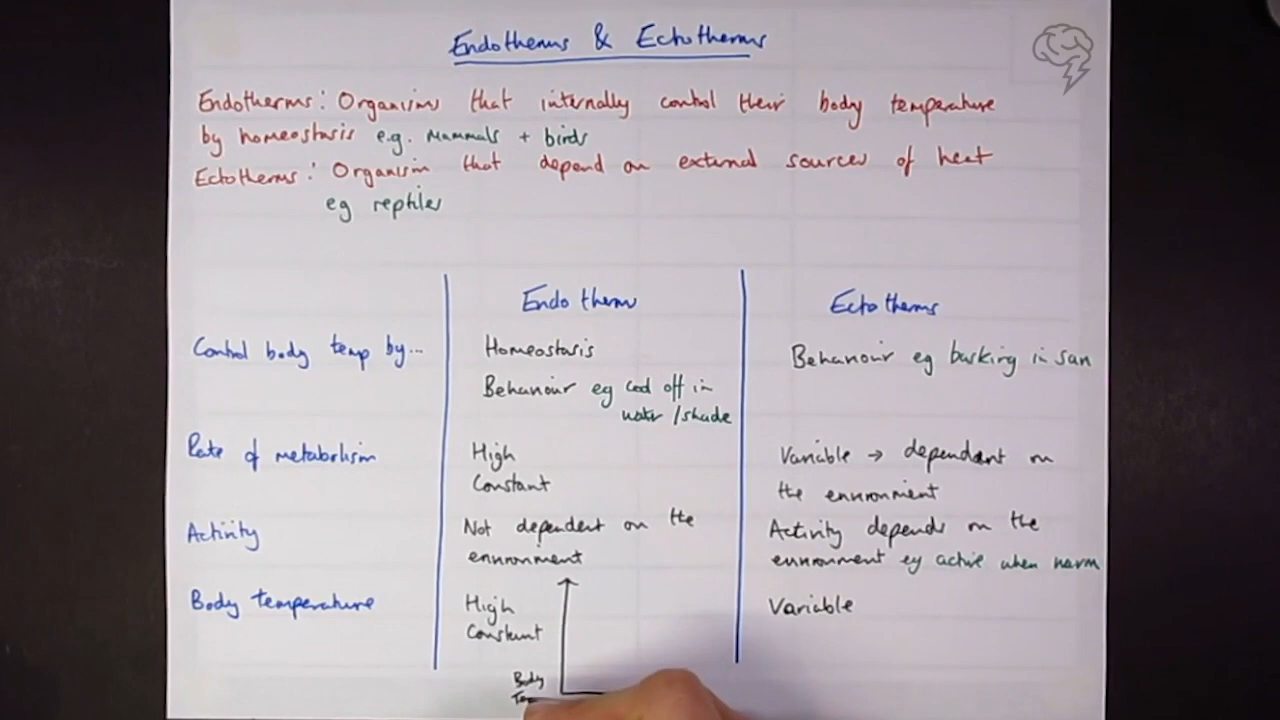 Endotherms & Ectotherms
Endotherms: Organisms that internally control their body temperature
by homeostasis e.g. mammals + birds
Ectotherms: Organism that depend on external sources of heat
eg reptiles
Endotherm Ectotherms
Control body temp by... Homeostasis Behaviour eg basking in sun
Behaviour eg cool off in
water /shade
Rate of metabolism High Variable → dependant on
Constant the environment
Activity Not dependent on the Activity depends on the
environment environment eg active when warm
Body temperature High Variable
Constant
Body